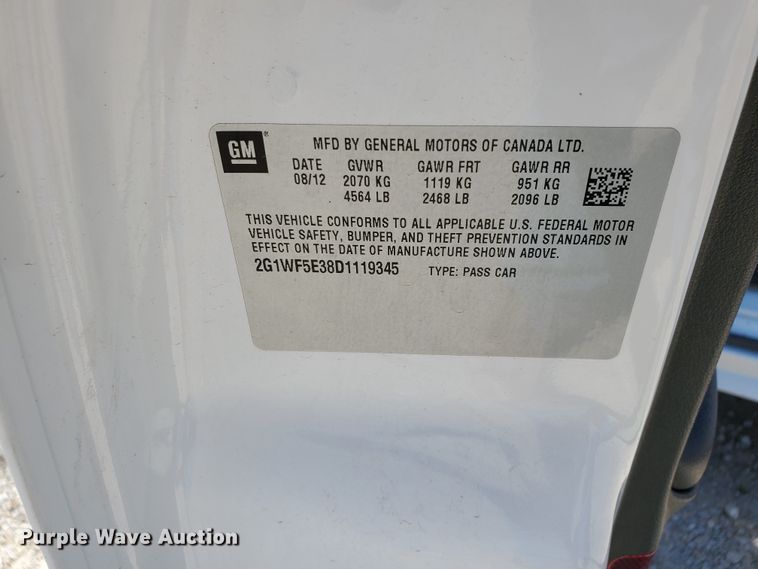 GM ®
MFD BY GENERAL MOTORS OF CANADA LTD.
DATE GVWR GAWR FRT GAWR RR
08/12 2070 KG 1119 KG 951 KG
4564 LB 2468 LB 2096 LB
THIS VEHICLE CONFORMS TO ALL APPLICABLE U.S. FEDERAL MOTOR
VEHICLE SAFETY, BUMPER, AND THEFT PREVENTION STANDARDS IN
EFFECT ON THE DATE OF MANUFACTURE SHOWN ABOVE.
2G1WF5E38D1119345 TYPE: PASS CAR
Purple Wave Auction